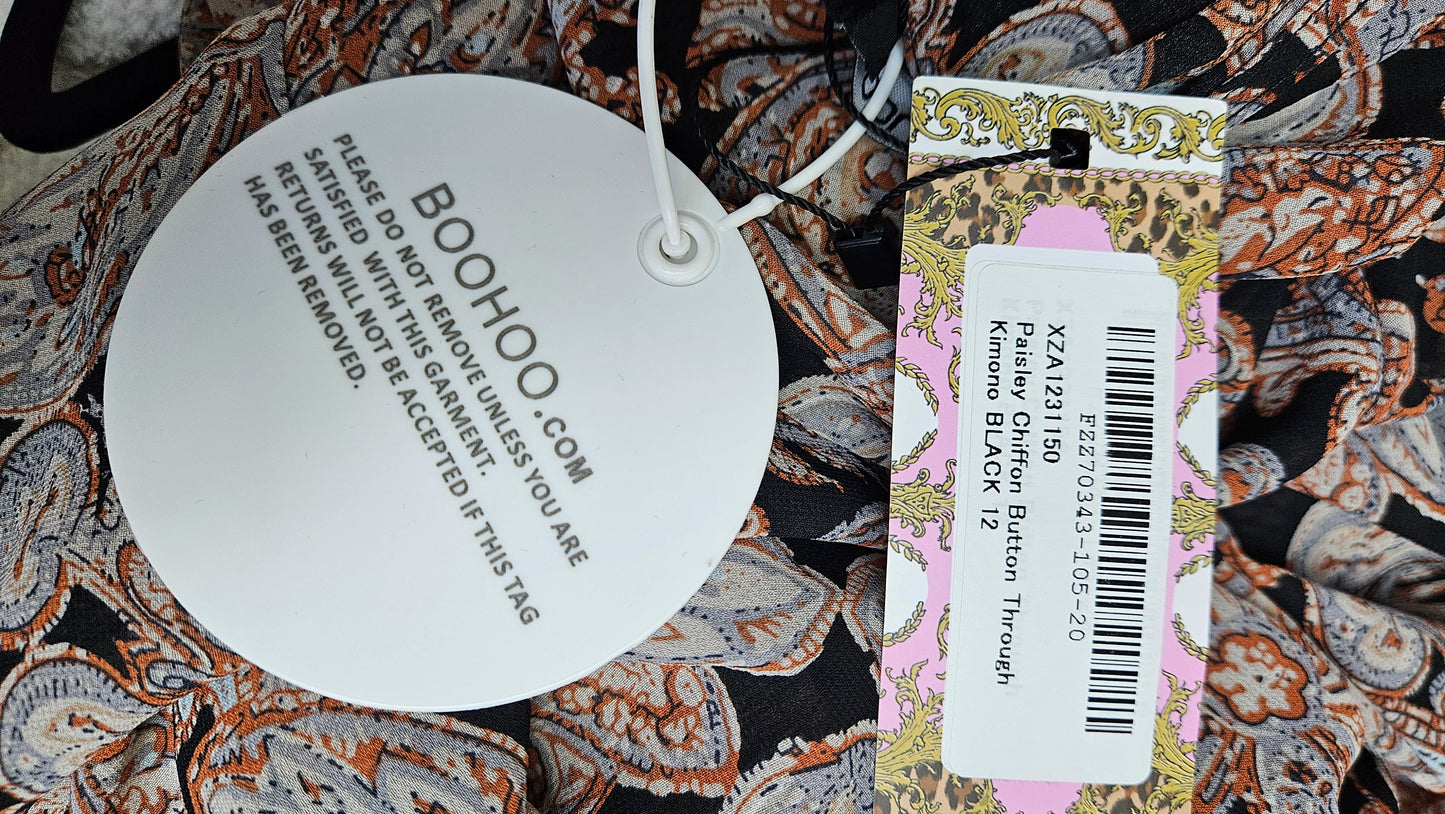 BOOHOO.COM
PLEASE DO NOT REMOVE UNLESS YOU ARE
SATISFIED WITH THIS GARMENT.
RETURNS WILL NOT BE ACCEPTED IF THIS TAG
HAS BEEN REMOVED.
FZZ70343-105-20
XZA1231150
Paisley Chiffon Button Through
Kimono BLACK 12